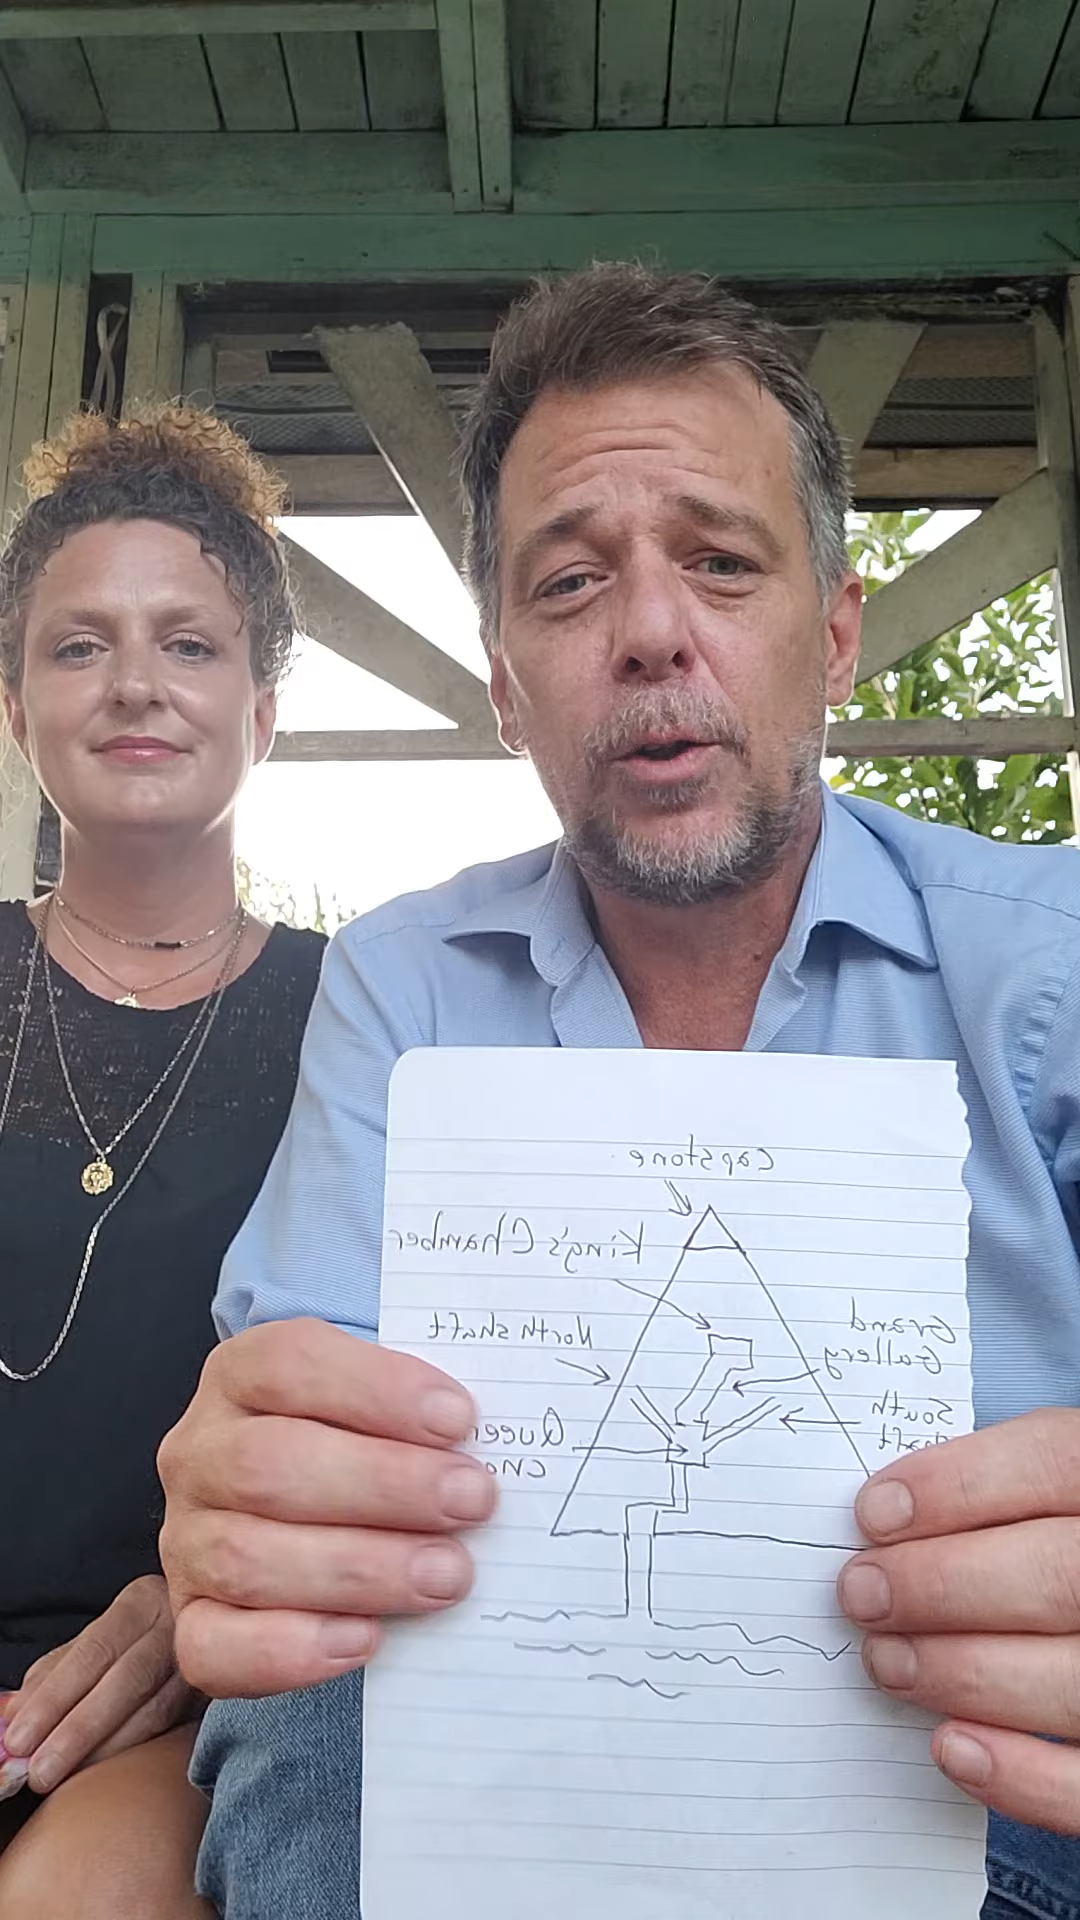 Capstone
King's Chamber
Grand
Gallery
North shaft
South
Queen